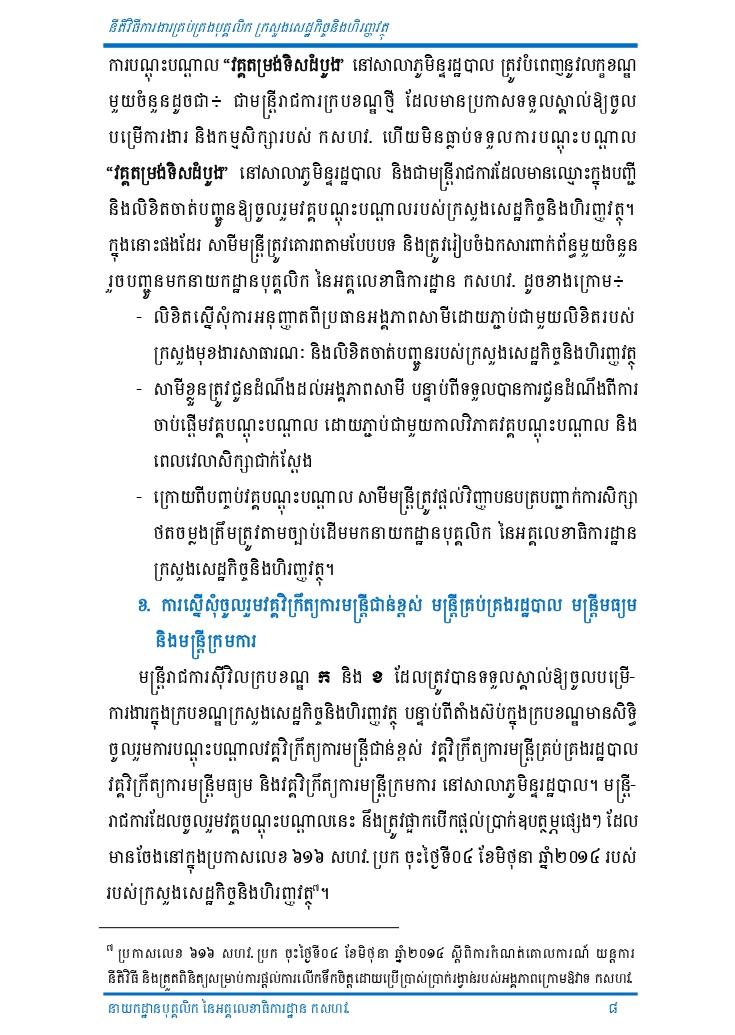 នីតិវិធីការងារគ្រប់គ្រងបុគ្គលិក ក្រសួងសេដ្ឋកិច្ចនិងហិរញ្ញវត្ថុ
ការបណ្តុះបណ្តាល “វគ្គតម្រង់ទិសដំបូង” នៅសាលាភូមិន្ទរដ្ឋបាល ត្រូវបំពេញនូវលក្ខខណ្ឌ
មួយចំនួនដូចជា÷ ជាមន្ត្រីរាជការក្របខណ្ឌថ្មី ដែលមានប្រកាសទទួលស្គាល់ឱ្យចូល
បម្រើការងារ និងកម្មសិក្សារបស់ កសហវ. ហើយមិនធ្លាប់ទទួលការបណ្តុះបណ្តាល
“វគ្គតម្រង់ទិសដំបូង” នៅសាលាភូមិន្ទរដ្ឋបាល និងជាមន្ត្រីរាជការដែលមានឈ្មោះក្នុងបញ្ជី
និងលិខិតចាត់បញ្ជូនឱ្យចូលរួមវគ្គបណ្តុះបណ្តាលរបស់ក្រសួងសេដ្ឋកិច្ចនិងហិរញ្ញវត្ថុ។
ក្នុងនោះផងដែរ សាមីមន្ត្រីត្រូវគោរពតាមបែបបទ និងត្រូវរៀបចំឯកសារពាក់ព័ន្ធមួយចំនួន
រួចបញ្ជូនមកនាយកដ្ឋានបុគ្គលិក នៃអគ្គលេខាធិការដ្ឋាន កសហវ. ដូចខាងក្រោម÷
- លិខិតស្នើសុំការអនុញ្ញាតពីប្រធានអង្គភាពសាមីដោយភ្ជាប់ជាមួយលិខិតរបស់
ក្រសួងមុខងារសាធារណៈ និងលិខិតចាត់បញ្ជូនរបស់ក្រសួងសេដ្ឋកិច្ចនិងហិរញ្ញវត្ថុ
- សាមីខ្លួនត្រូវជូនដំណឹងដល់អង្គភាពសាមី បន្ទាប់ពីទទួលបានការជូនដំណឹងពីការ
ចាប់ផ្តើមវគ្គបណ្តុះបណ្តាល ដោយភ្ជាប់ជាមួយកាលវិភាគវគ្គបណ្តុះបណ្តាល និង
ពេលវេលាសិក្សាជាក់ស្តែង
- ក្រោយពីបញ្ចប់វគ្គបណ្តុះបណ្តាល សាមីមន្ត្រីត្រូវផ្តល់វិញ្ញាបនបត្របញ្ជាក់ការសិក្សា
ថតចម្លងត្រឹមត្រូវតាមច្បាប់ដើមមកនាយកដ្ឋានបុគ្គលិក នៃអគ្គលេខាធិការដ្ឋាន
ក្រសួងសេដ្ឋកិច្ចនិងហិរញ្ញវត្ថុ។
ខ. ការស្នើសុំចូលរួមវគ្គវិក្រឹត្យការមន្ត្រីជាន់ខ្ពស់ មន្ត្រីគ្រប់គ្រងរដ្ឋបាល មន្ត្រីមធ្យម
និងមន្ត្រីក្រមការ
មន្ត្រីរាជការស៊ីវិលក្របខណ្ឌ ក និង ខ ដែលត្រូវបានទទួលស្គាល់ឱ្យចូលបម្រើ-
ការងារក្នុងក្របខណ្ឌក្រសួងសេដ្ឋកិច្ចនិងហិរញ្ញវត្ថុ បន្ទាប់ពីតាំងស៊ប់ក្នុងក្របខណ្ឌមានសិទ្ធិ
ចូលរួមការបណ្តុះបណ្តាលវគ្គវិក្រឹត្យការមន្ត្រីជាន់ខ្ពស់ វគ្គវិក្រឹត្យការមន្ត្រីគ្រប់គ្រងរដ្ឋបាល
វគ្គវិក្រឹត្យការមន្ត្រីមធ្យម និងវគ្គវិក្រឹត្យការមន្ត្រីក្រមការ នៅសាលាភូមិន្ទរដ្ឋបាល។ មន្ត្រី-
រាជការដែលចូលរួមវគ្គបណ្តុះបណ្តាលនេះ នឹងត្រូវផ្អាកបើកផ្តល់ប្រាក់ឧបត្ថម្ភផ្សេងៗ ដែល
មានចែងនៅក្នុងប្រកាសលេខ ៦១៦ សហវ.ប្រក ចុះថ្ងៃទី០៤ ខែមិថុនា ឆ្នាំ២០១៤ របស់
របស់ក្រសួងសេដ្ឋកិច្ចនិងហិរញ្ញវត្ថុ៧។
៧ ប្រកាសលេខ ៦១៦ សហវ.ប្រក ចុះថ្ងៃទី០៤ ខែមិថុនា ឆ្នាំ២០១៤ ស្តីពីការកំណត់គោលការណ៍ យន្តការ
នីតិវិធី និងត្រួតពិនិត្យសម្រាប់ការផ្តល់ការលើកទឹកចិត្តដោយប្រើប្រាស់ប្រាក់រង្វាន់របស់អង្គភាពក្រោមឱវាទ កសហវ.
នាយកដ្ឋានបុគ្គលិក នៃអគ្គលេខាធិការដ្ឋាន កសហវ. ៨